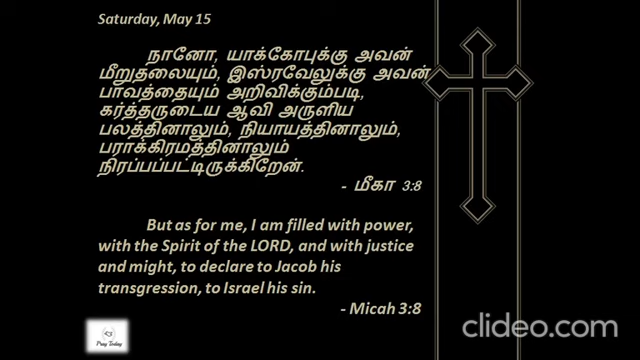 Saturday, May 15
நானோ, யாக்கோபுக்கு அவன்
மீறுதலையும், இஸ்ரவேலுக்கு அவன்
பாவத்தையும் அறிவிக்கும்படி,
கர்த்தருடைய ஆவி அருளிய
பலத்தினாலும், நியாயத்தினாலும்,
பராக்கிரமத்தினாலும்
நிரப்பப்பட்டிருக்கிறேன்.
- மீகா 3:8
But as for me, I am filled with power,
with the Spirit of the LORD, and with justice
and might, to declare to Jacob his
transgression, to Israel his sin.
- Micah 3:8
Pray Today
clideo.com